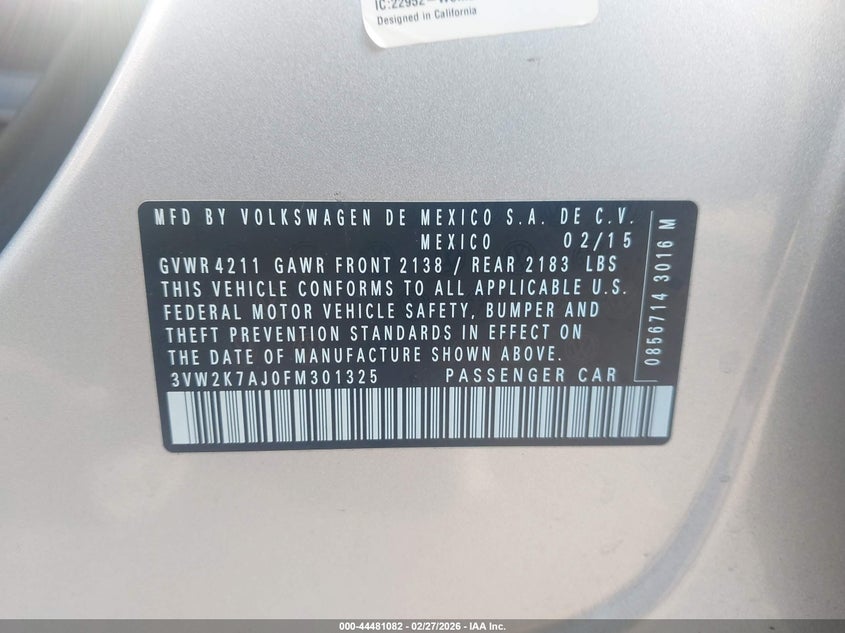 Designed in California
MFD BY VOLKSWAGEN DE MEXICO S.A. DE C.V.
MEXICO 02/15
GVWR 4211 GAWR FRONT 2138 / REAR 2183 LBS
THIS VEHICLE CONFORMS TO ALL APPLICABLE U.S.
FEDERAL MOTOR VEHICLE SAFETY, BUMPER AND
THEFT PREVENTION STANDARDS IN EFFECT ON
THE DATE OF MANUFACTURE SHOWN ABOVE.
3VW2K7AJ0FM301325 PASSENGER CAR
0856714 3016 M
000-44481082 - 02/27/2026 - IAA Inc.